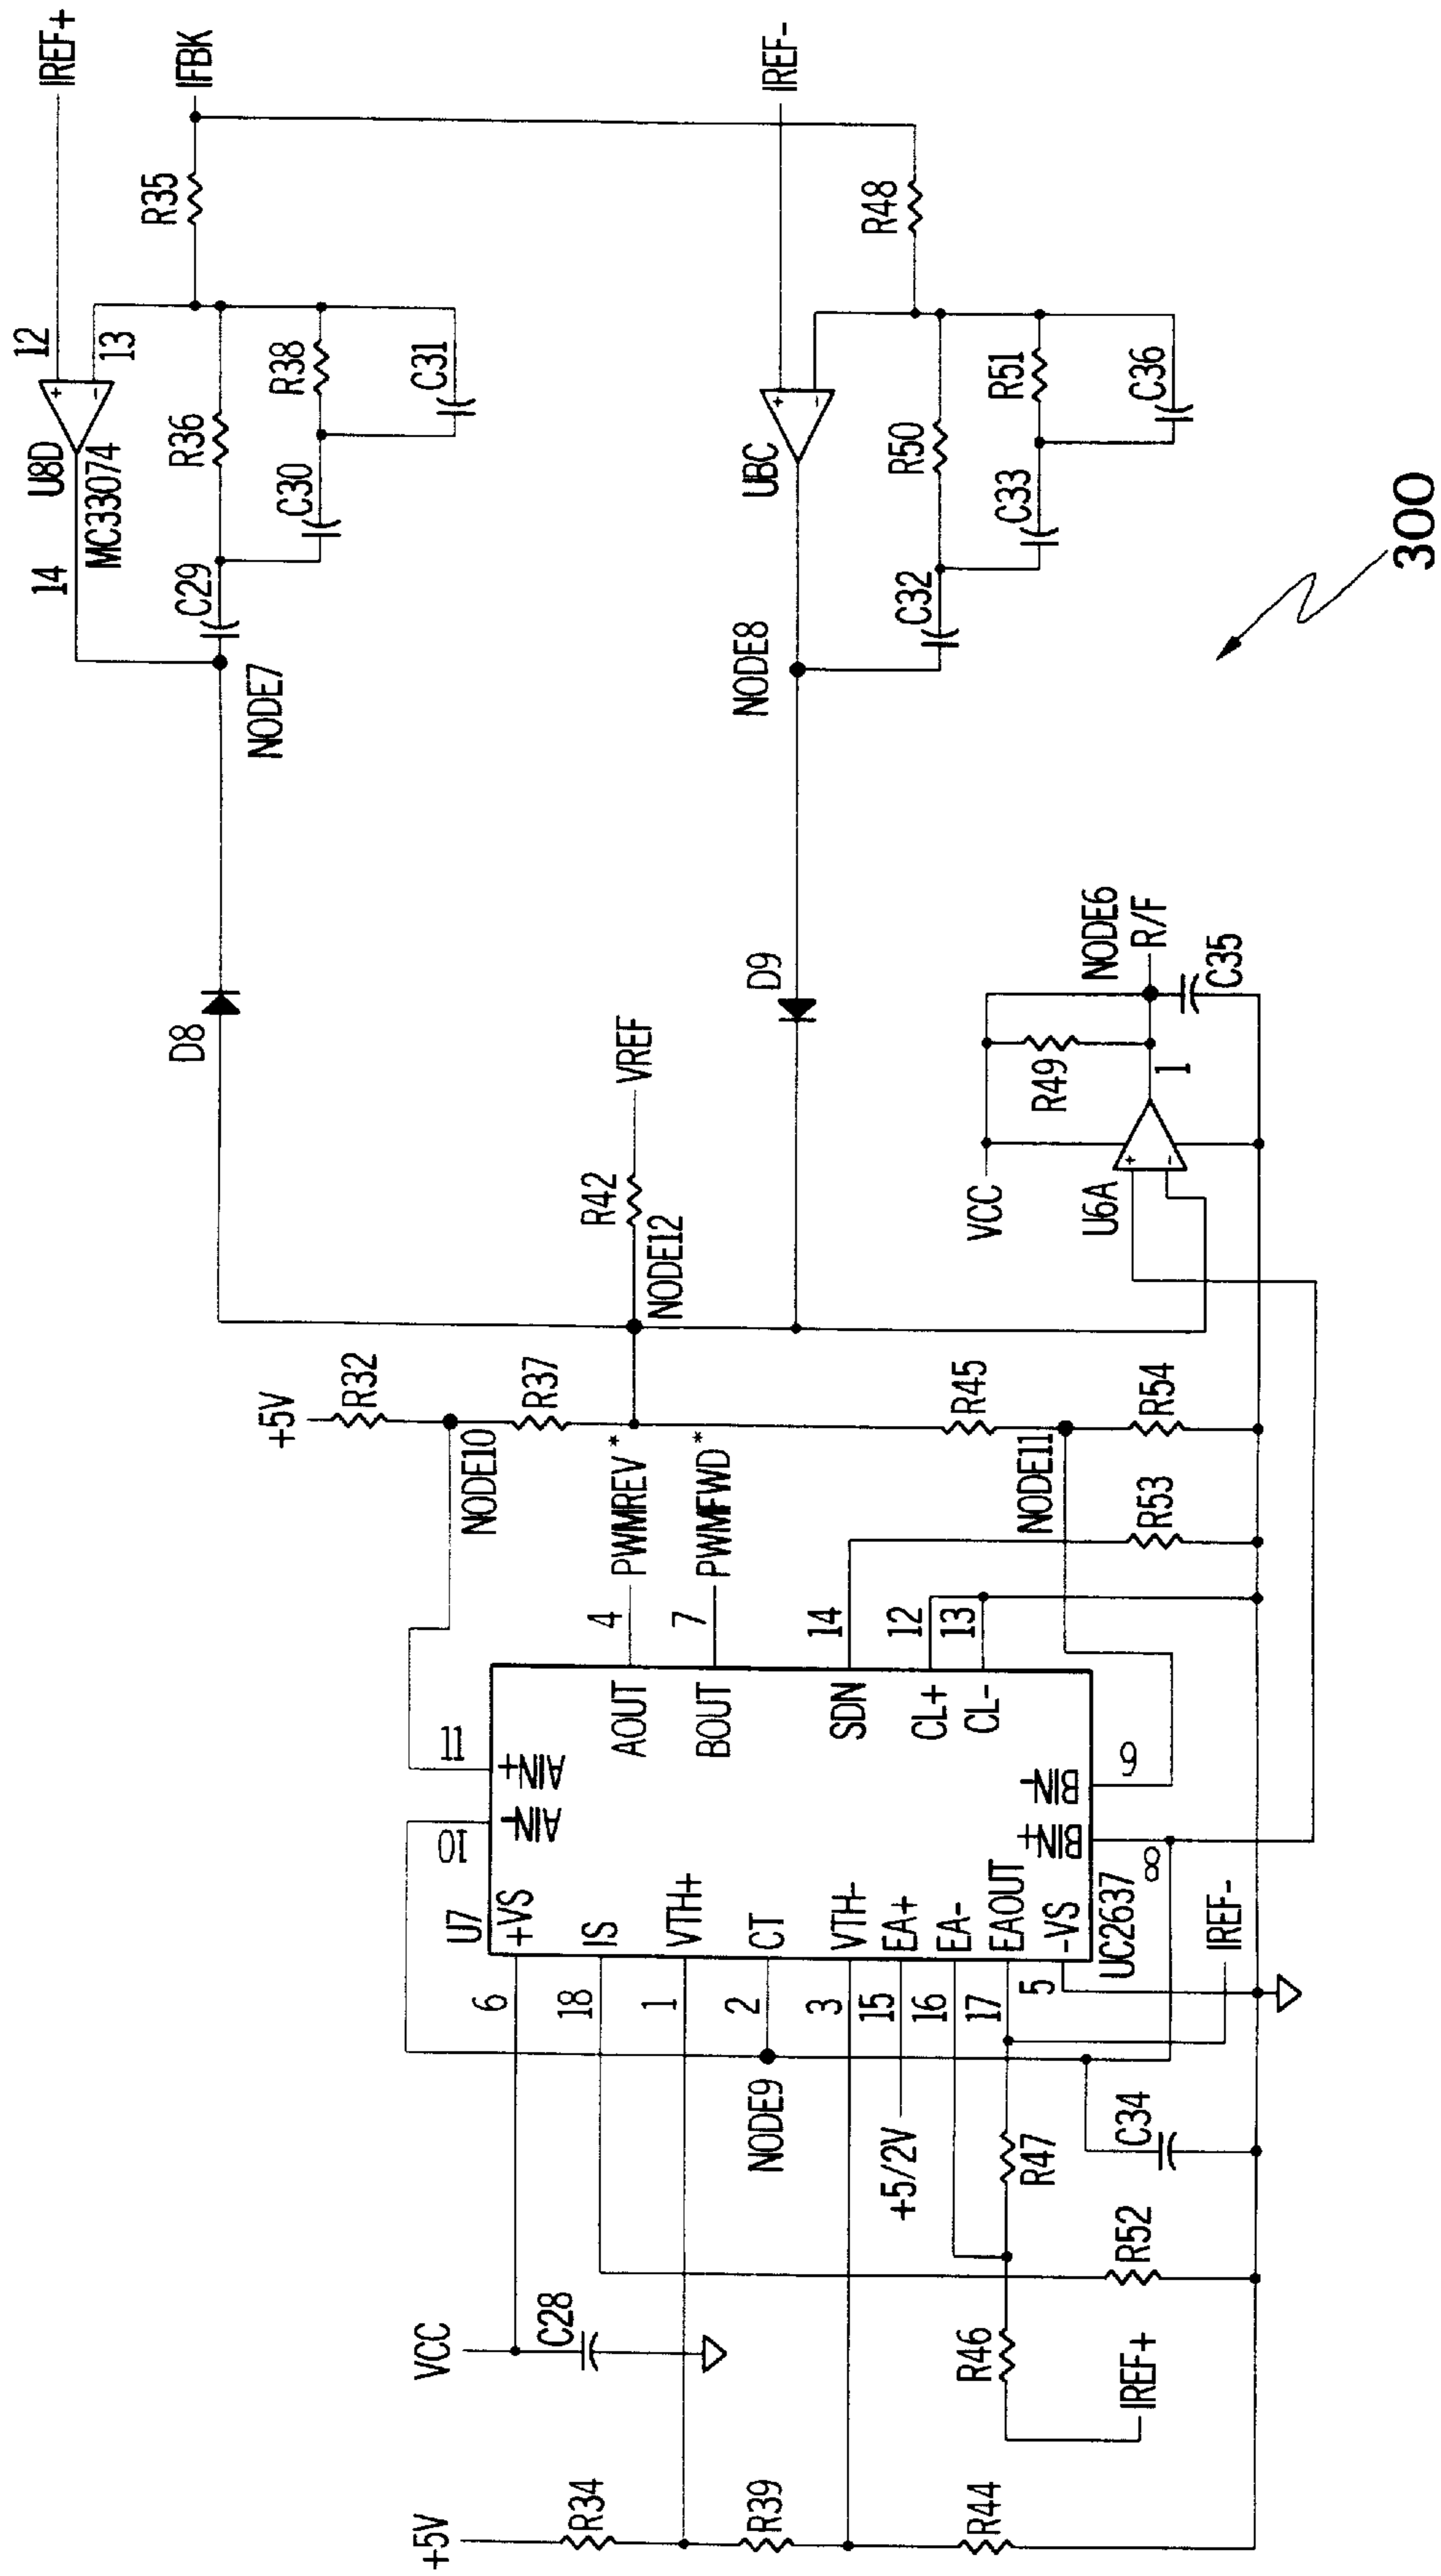 IREF+
IFBK
IREF-
R35
R48
12
13
U8D
MC33074
14
R36
R38
C31
C30
C29
NODE7
UBC
R50
R51
C36
C33
C32
NODE8
300
D8
D9
VREF
R42
NODE12
NODE6
R/F
C35
R49
1
VCC
U6A
+5V
R32
R37
R45
R54
NODE10
PWMREV*
PWMFWD*
NODE11
R53
4
7
14
12
13
11
10
9
8
AOUT
BOUT
SDN
CL+
CL-
AIN+
AIN-
BIN-
BIN+
U7
+VS
IS
VTH+
CT
VTH-
EA+
EA-
EAOUT
-VS
UC2637
6
18
1
2
3
15
16
17
5
IREF-
NODE9
+5/2V
R47
C34
R52
VCC
C28
R46
IREF+
+5V
R34
R39
R44